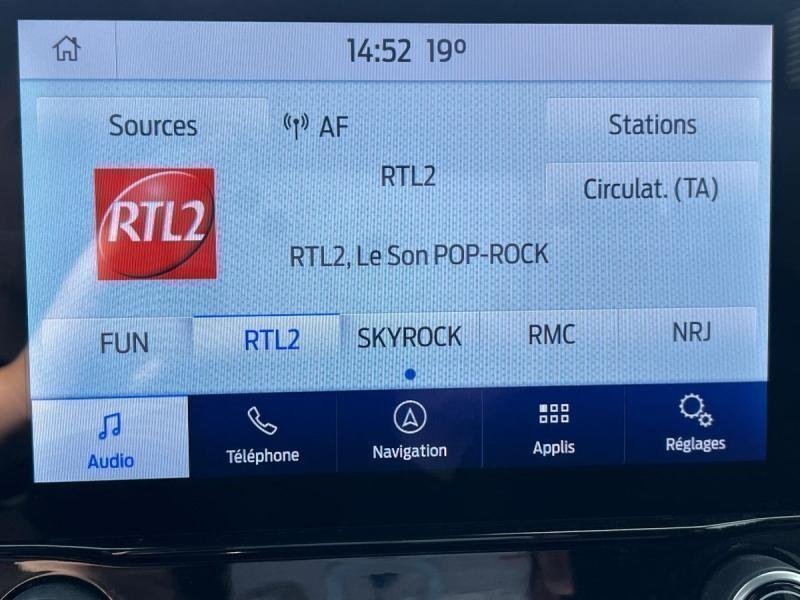 14:52 19°
Sources
AF
Stations
RTL2
Circulat. (TA)
RTL2
RTL2, Le Son POP-ROCK
FUN
RTL2
SKYROCK
RMC
NRJ
Audio
Téléphone
Navigation
Applis
Réglages